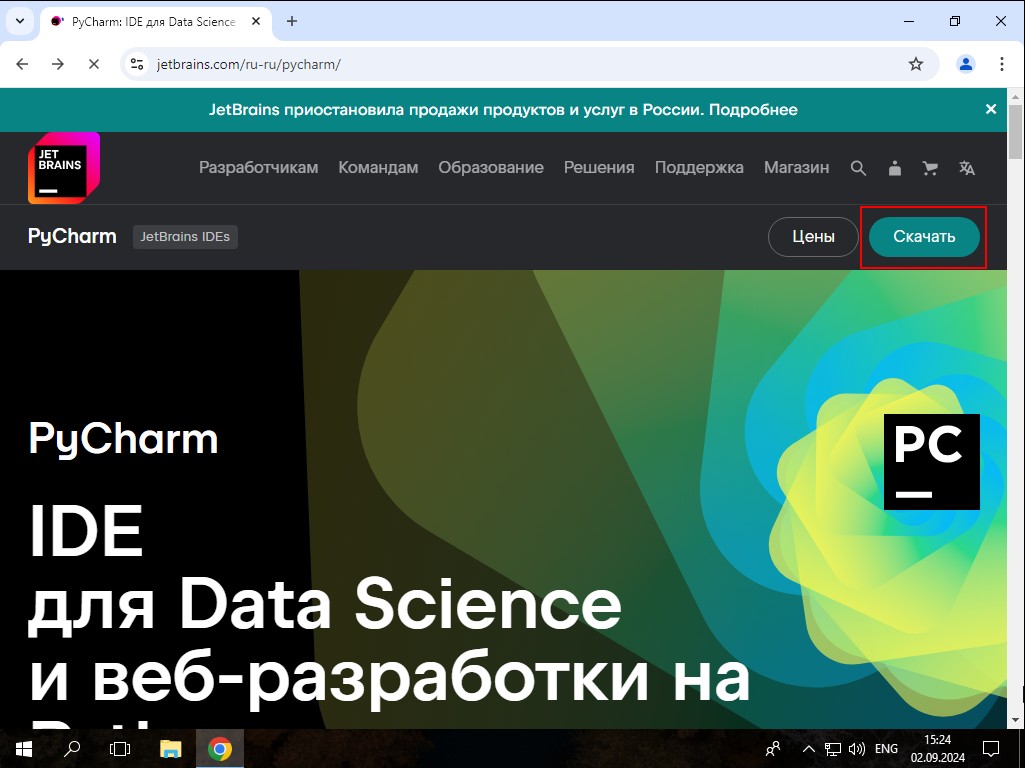 PyCharm: IDE для Data Science
jetbrains.com/ru-ru/pycharm/
JetBrains приостановила продажи продуктов и услуг в России. Подробнее
JET
BRAINS
Разработчикам Командам Образование Решения Поддержка Магазин
PyCharm JetBrains IDEs Цены Скачать
PyCharm
PC
IDE
для Data Science
и веб-разработки на
ENG
15:24
02.09.2024